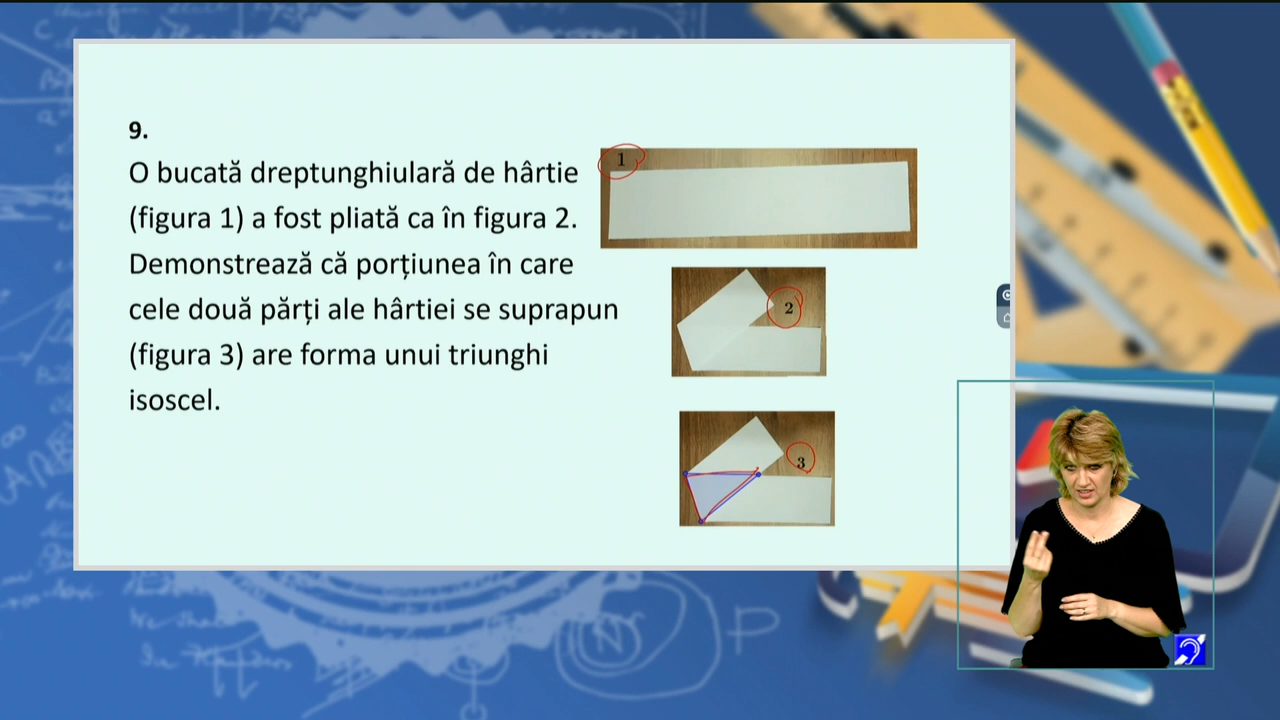 9.
O bucată dreptunghiulară de hârtie
(figura 1) a fost pliată ca în figura 2.
Demonstrează că porțiunea în care
cele două părți ale hârtiei se suprapun
(figura 3) are forma unui triunghi
isoscel.
1
2
3
N
P